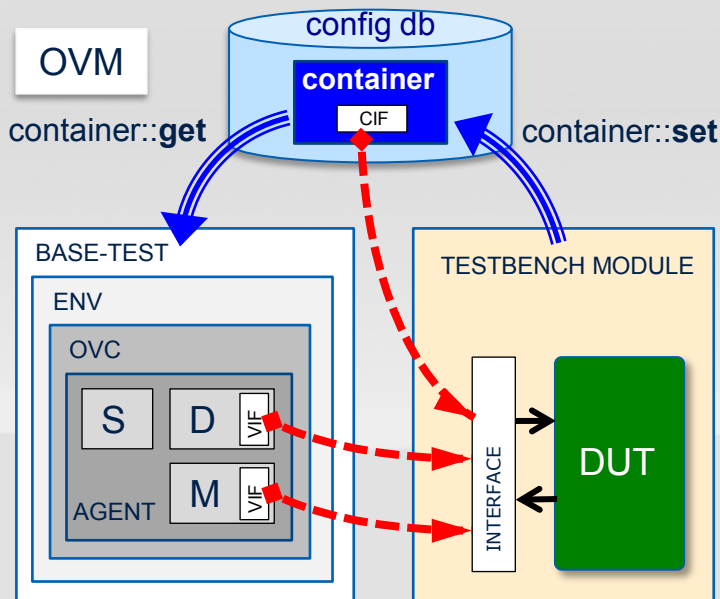 config db
OVM
container
CIF
container::get
container::set
BASE-TEST
TESTBENCH MODULE
ENV
OVC
S
D
VIF
M
VIF
AGENT
INTERFACE
DUT